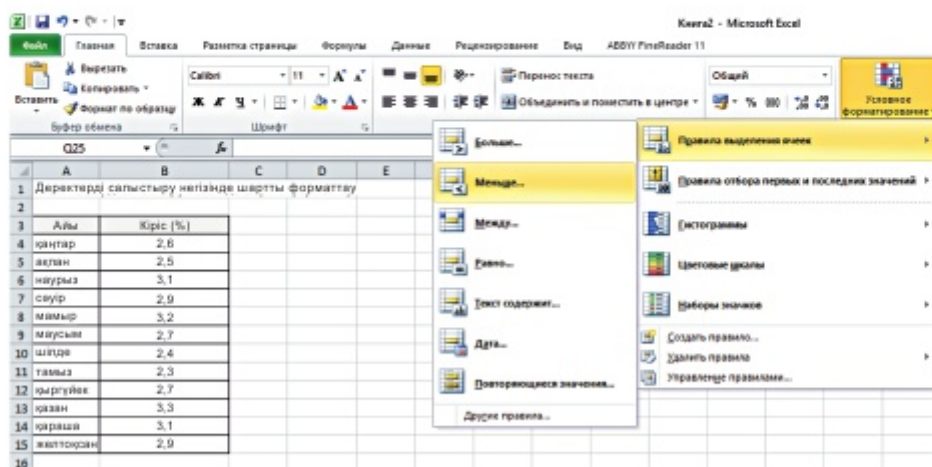 Книга2 - Microsoft Excel
Файл Главная Вставка Разметка страницы Формулы Данные Рецензирование Вид ABBYY FineReader 11
Вставить
Вырезать
Копировать
Формат по образцу
Буфер обмена
Calibri 11
Ж К Ч
Шрифт
Перенос текста
Объединить и поместить в центре
Общий
% 000
Условное
форматирование
Q25 fx
A B C D E
1 Деректерді салыстыру негізінде шартты форматтау
2
3 Айы Кіріс (%)
4 қаңтар 2,6
5 ақпан 2,5
6 наурыз 3,1
7 сәуір 2,9
8 мамыр 3,2
9 маусым 2,7
10 шілде 2,4
11 тамыз 2,3
12 қыргүйек 2,7
13 қазан 3,3
14 қараша 3,1
15 желтоқсан 2,9
16
Больше...
Меньше...
Между...
Равно...
Текст содержит...
Дата...
Повторяющиеся значения...
Другие правила...
Правила выделения ячеек
Правила отбора первых и последних значений
Гистограммы
Цветовые шкалы
Наборы значков
Создать правило...
Удалить правила
Управление правилами...